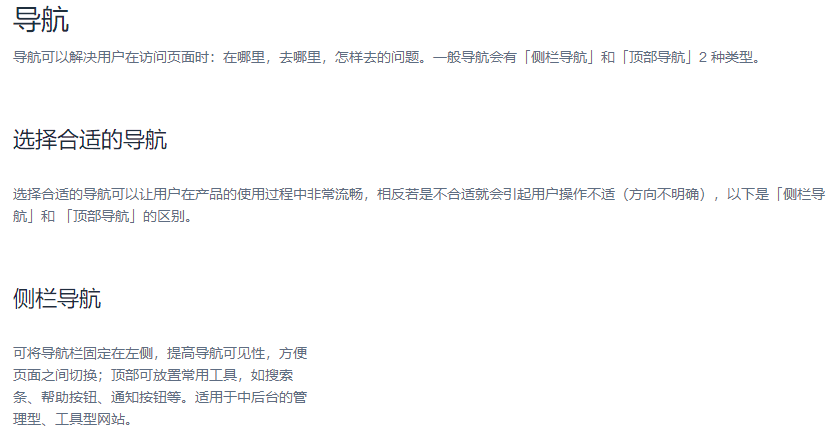 导航
导航可以解决用户在访问页面时：在哪里，去哪里，怎样去的问题。一般导航会有「侧栏导航」和「顶部导航」2 种类型。
选择合适的导航
选择合适的导航可以让用户在产品的使用过程中非常流畅，相反若是不合适就会引起用户操作不适（方向不明确），以下是「侧栏导
航」和 「顶部导航」的区别。
侧栏导航
可将导航栏固定在左侧，提高导航可见性，方便
页面之间切换；顶部可放置常用工具，如搜索
条、帮助按钮、通知按钮等。适用于中后台的管
理型、工具型网站。